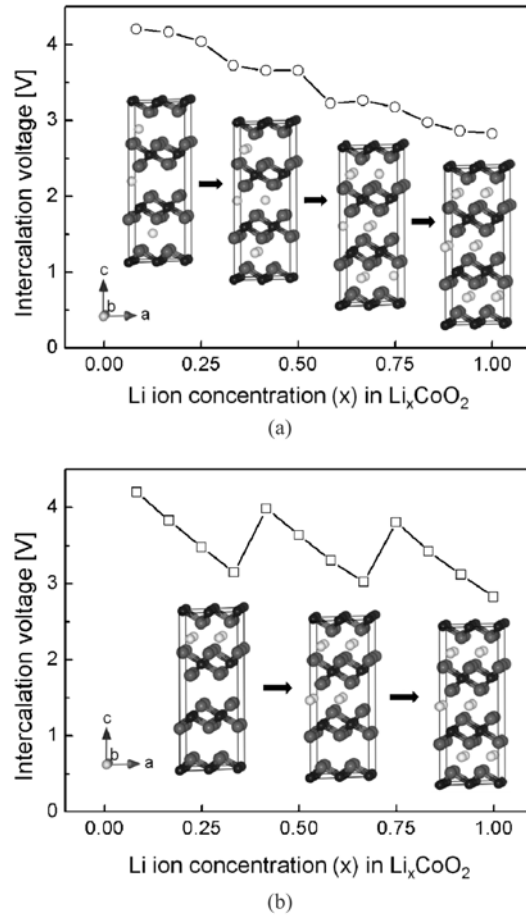 Intercalation voltage [V]
4
3
2
1
0
c
b
a
0.00 0.25 0.50 0.75 1.00
Li ion concentration (x) in LiₓCoO₂
(a)
Intercalation voltage [V]
4
3
2
1
0
c
b
a
0.00 0.25 0.50 0.75 1.00
Li ion concentration (x) in LiₓCoO₂
(b)